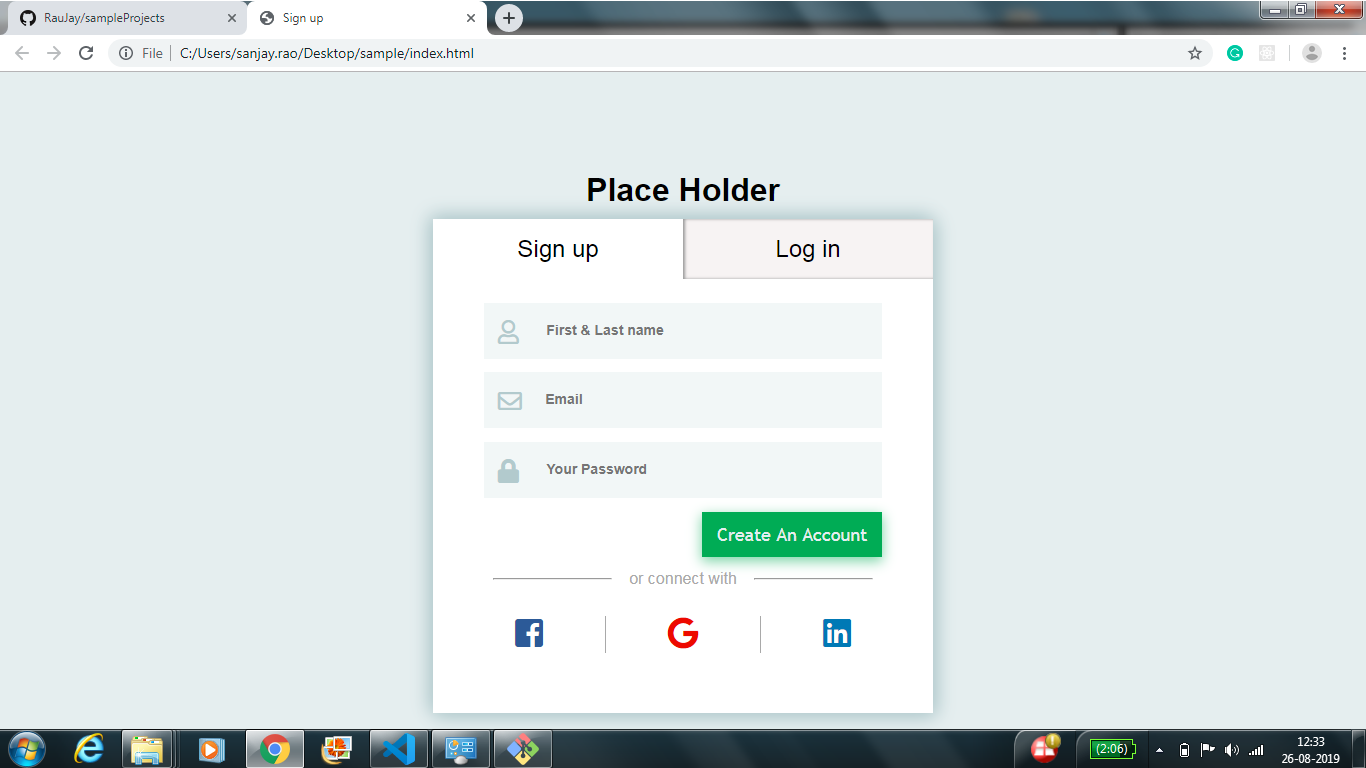 RauJay/sampleProjects
Sign up
File
C:/Users/sanjay.rao/Desktop/sample/index.html
Place Holder
Sign up
Log in
First & Last name
Email
Your Password
Create An Account
or connect with
(2:06)
12:33
26-08-2019